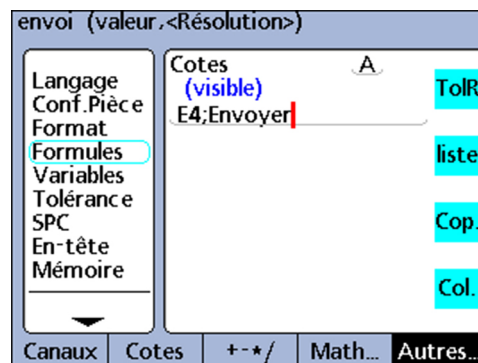 envoi (valeur,<Résolution>)
Langage
Conf.Pièce
Format
Formules
Variables
Tolérance
SPC
En-tête
Mémoire
Cotes A
(visible)
E4;Envoyer
TolR
liste
Cop.
Col.
Canaux Cotes +-*/ Math... Autres...